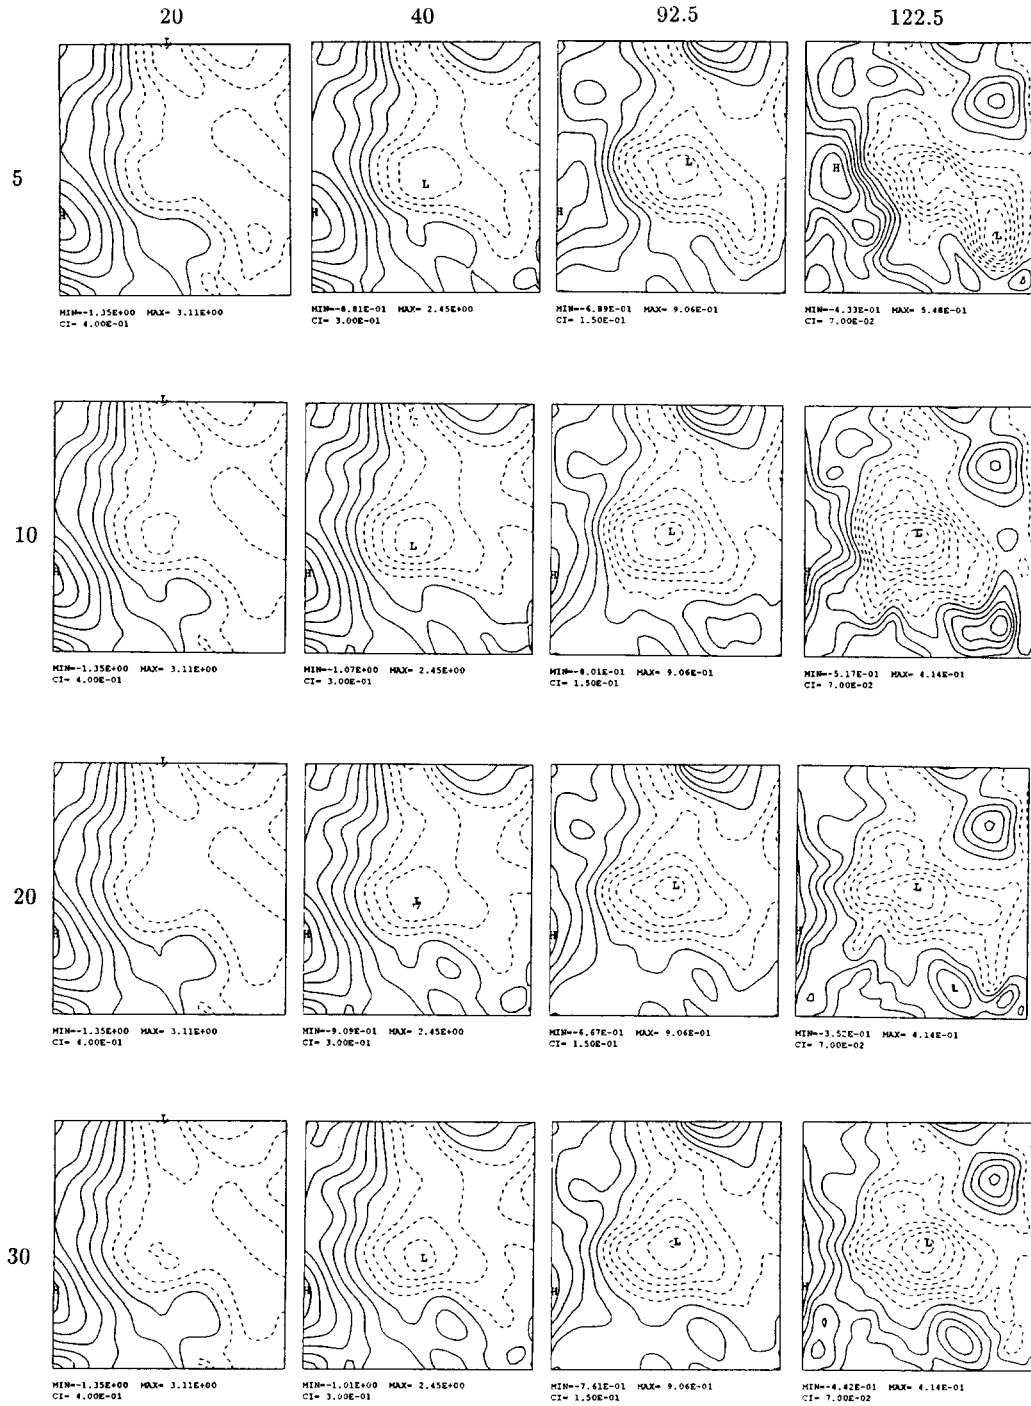 20 40 92.5 122.5
L
5
H L H L H L
MIN=-1.35E+00 MAX= 3.11E+00 MIN=-8.81E-01 MAX= 2.45E+00 MIN=-6.89E-01 MAX= 9.06E-01 MIN=-4.33E-01 MAX= 5.48E-01
CI= 4.00E-01 CI= 3.00E-01 CI= 1.50E-01 CI= 7.00E-02
L
10
H H L H L H L
MIN=-1.35E+00 MAX= 3.11E+00 MIN=-1.07E+00 MAX= 2.45E+00 MIN=-8.01E-01 MAX= 9.06E-01 MIN=-5.17E-01 MAX= 4.14E-01
CI= 4.00E-01 CI= 3.00E-01 CI= 1.50E-01 CI= 7.00E-02
L
20
H H L H L H L L
MIN=-1.35E+00 MAX= 3.11E+00 MIN=-9.09E-01 MAX= 2.45E+00 MIN=-6.67E-01 MAX= 9.06E-01 MIN=-3.52E-01 MAX= 4.14E-01
CI= 4.00E-01 CI= 3.00E-01 CI= 1.50E-01 CI= 7.00E-02
L
30
H H L H L H L
MIN=-1.35E+00 MAX= 3.11E+00 MIN=-1.01E+00 MAX= 2.45E+00 MIN=-7.61E-01 MAX= 9.06E-01 MIN=-4.42E-01 MAX= 4.14E-01
CI= 4.00E-01 CI= 3.00E-01 CI= 1.50E-01 CI= 7.00E-02